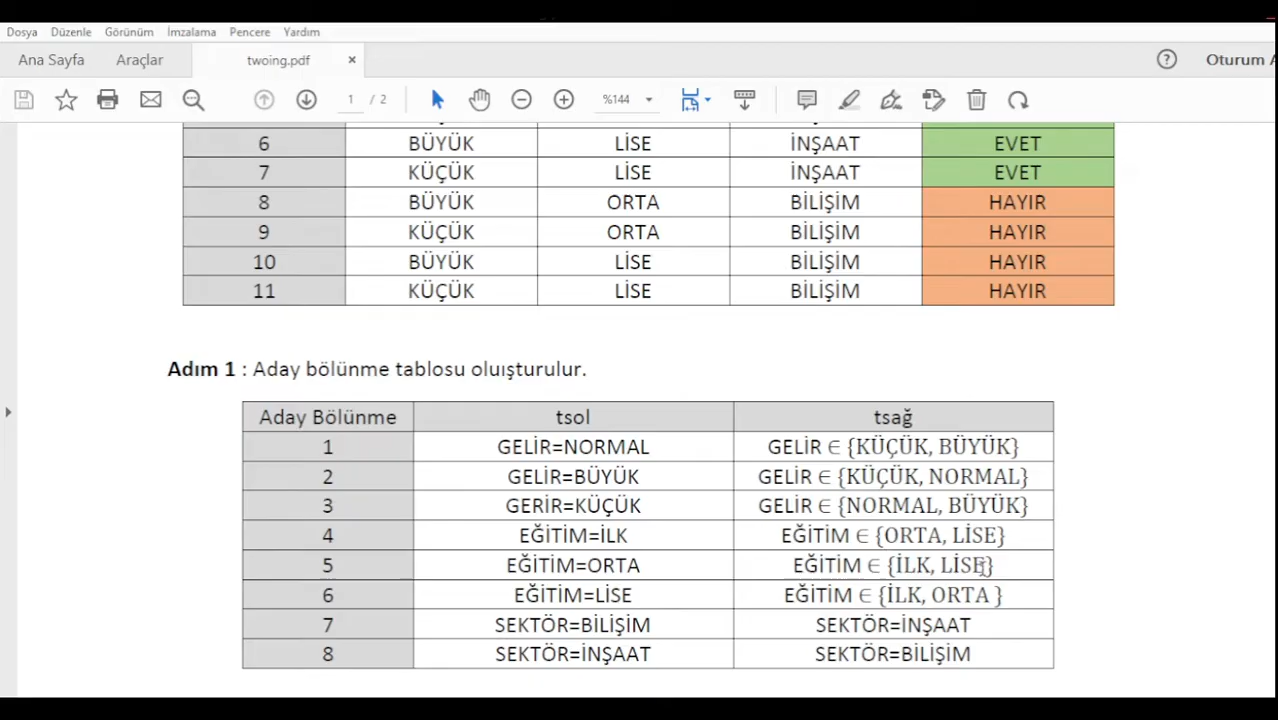 Dosya Düzenle Görünüm İmzalama Pencere Yardım
Ana Sayfa Araçlar twoing.pdf × ? Oturum A
1 / 2 %144
6 BÜYÜK LİSE İNŞAAT EVET
7 KÜÇÜK LİSE İNŞAAT EVET
8 BÜYÜK ORTA BİLİŞİM HAYIR
9 KÜÇÜK ORTA BİLİŞİM HAYIR
10 BÜYÜK LİSE BİLİŞİM HAYIR
11 KÜÇÜK LİSE BİLİŞİM HAYIR
Adım 1 : Aday bölünme tablosu oluışturulur.
Aday Bölünme tsol tsağ
1 GELİR=NORMAL GELİR ∈ {KÜÇÜK, BÜYÜK}
2 GELİR=BÜYÜK GELİR ∈ {KÜÇÜK, NORMAL}
3 GERİR=KÜÇÜK GELİR ∈ {NORMAL, BÜYÜK}
4 EĞİTİM=İLK EĞİTİM ∈ {ORTA, LİSE}
5 EĞİTİM=ORTA EĞİTİM ∈ {İLK, LİSE}
6 EĞİTİM=LİSE EĞİTİM ∈ {İLK, ORTA }
7 SEKTÖR=BİLİŞİM SEKTÖR=İNŞAAT
8 SEKTÖR=İNŞAAT SEKTÖR=BİLİŞİM